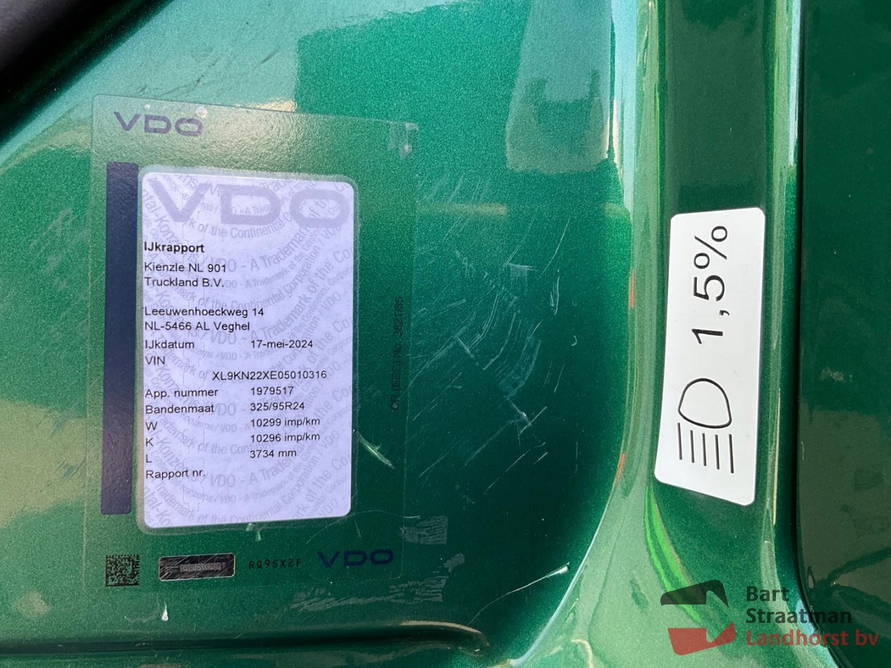 VDO
VDO
IJkrapport
Kienzle NL 901
Truckland B.V.
Leeuwenhoeckweg 14
NL-5466 AL Veghel
IJkdatum 17-mei-2024
VIN
XL9KN22XE05010316
App. nummer 1979517
Bandenmaat 325/95R24
W 10299 imp/km
K 10296 imp/km
L 3734 mm
Rapport nr.
RQ96X2F VDO
1,5%
Bart
Straatman
Landhorst bv